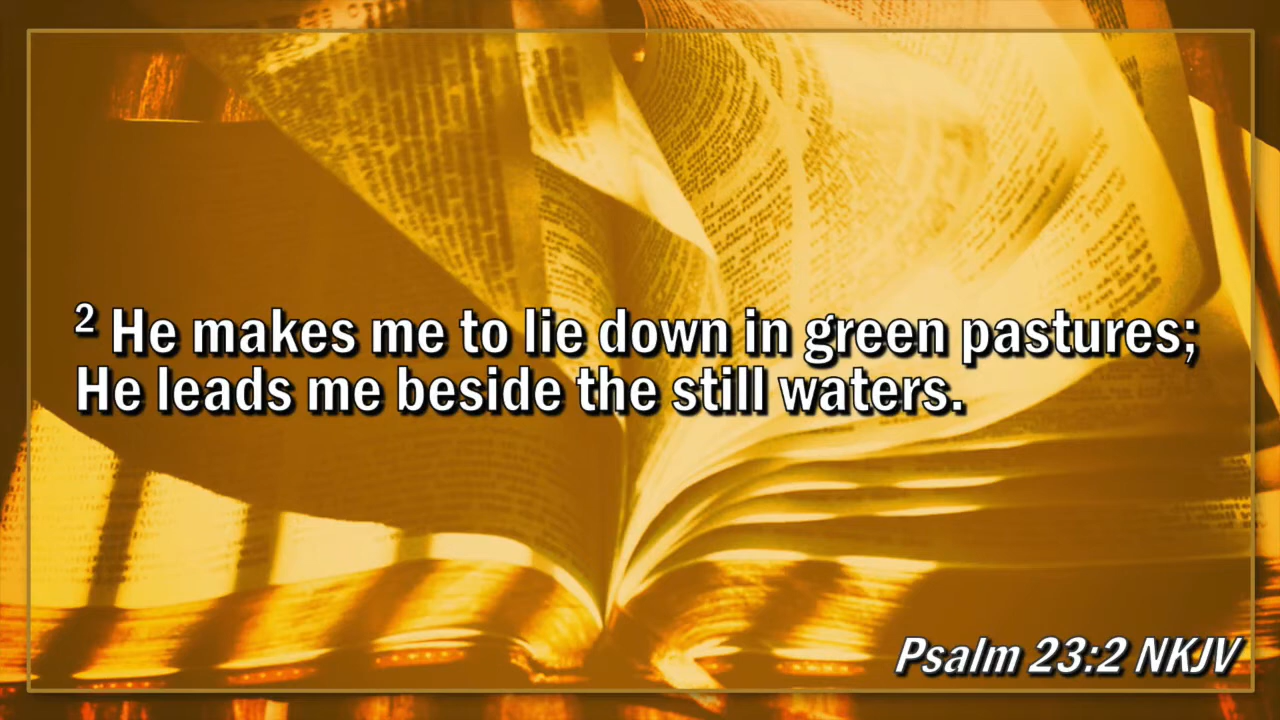 ² He makes me to lie down in green pastures;
He leads me beside the still waters.
Psalm 23:2 NKJV